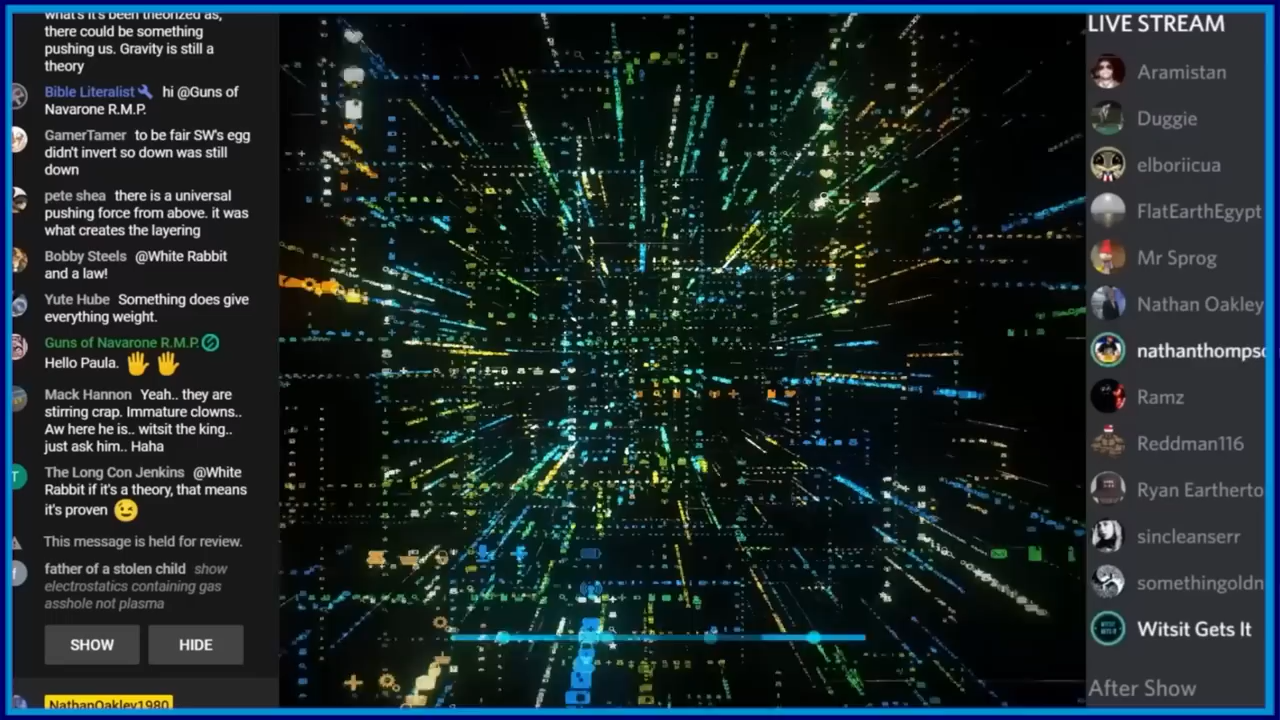 what's it's been theorized as,
there could be something
pushing us. Gravity is still a
theory
Bible Literalist hi @Guns of
Navarone R.M.P.
GamerTamer to be fair SW's egg
didn't invert so down was still
down
pete shea there is a universal
pushing force from above. it was
what creates the layering
Bobby Steels @White Rabbit
and a law!
Yute Hube Something does give
everything weight.
Guns of Navarone R.M.P.
Hello Paula.
Mack Hannon Yeah.. they are
stirring crap. Immature clowns..
Aw here he is.. witsit the king..
just ask him.. Haha
The Long Con Jenkins @White
Rabbit if it's a theory, that means
it's proven
This message is held for review.
father of a stolen child show
electrostatics containing gas
asshole not plasma
SHOW HIDE
NathanOakley1980
LIVE STREAM
Aramistan
Duggie
elboriicua
FlatEarthEgypt
Mr Sprog
Nathan Oakley
nathanthompsc
Ramz
Reddman116
Ryan Eartherto
sincleanserr
somethingoldn
Witsit Gets It
After Show